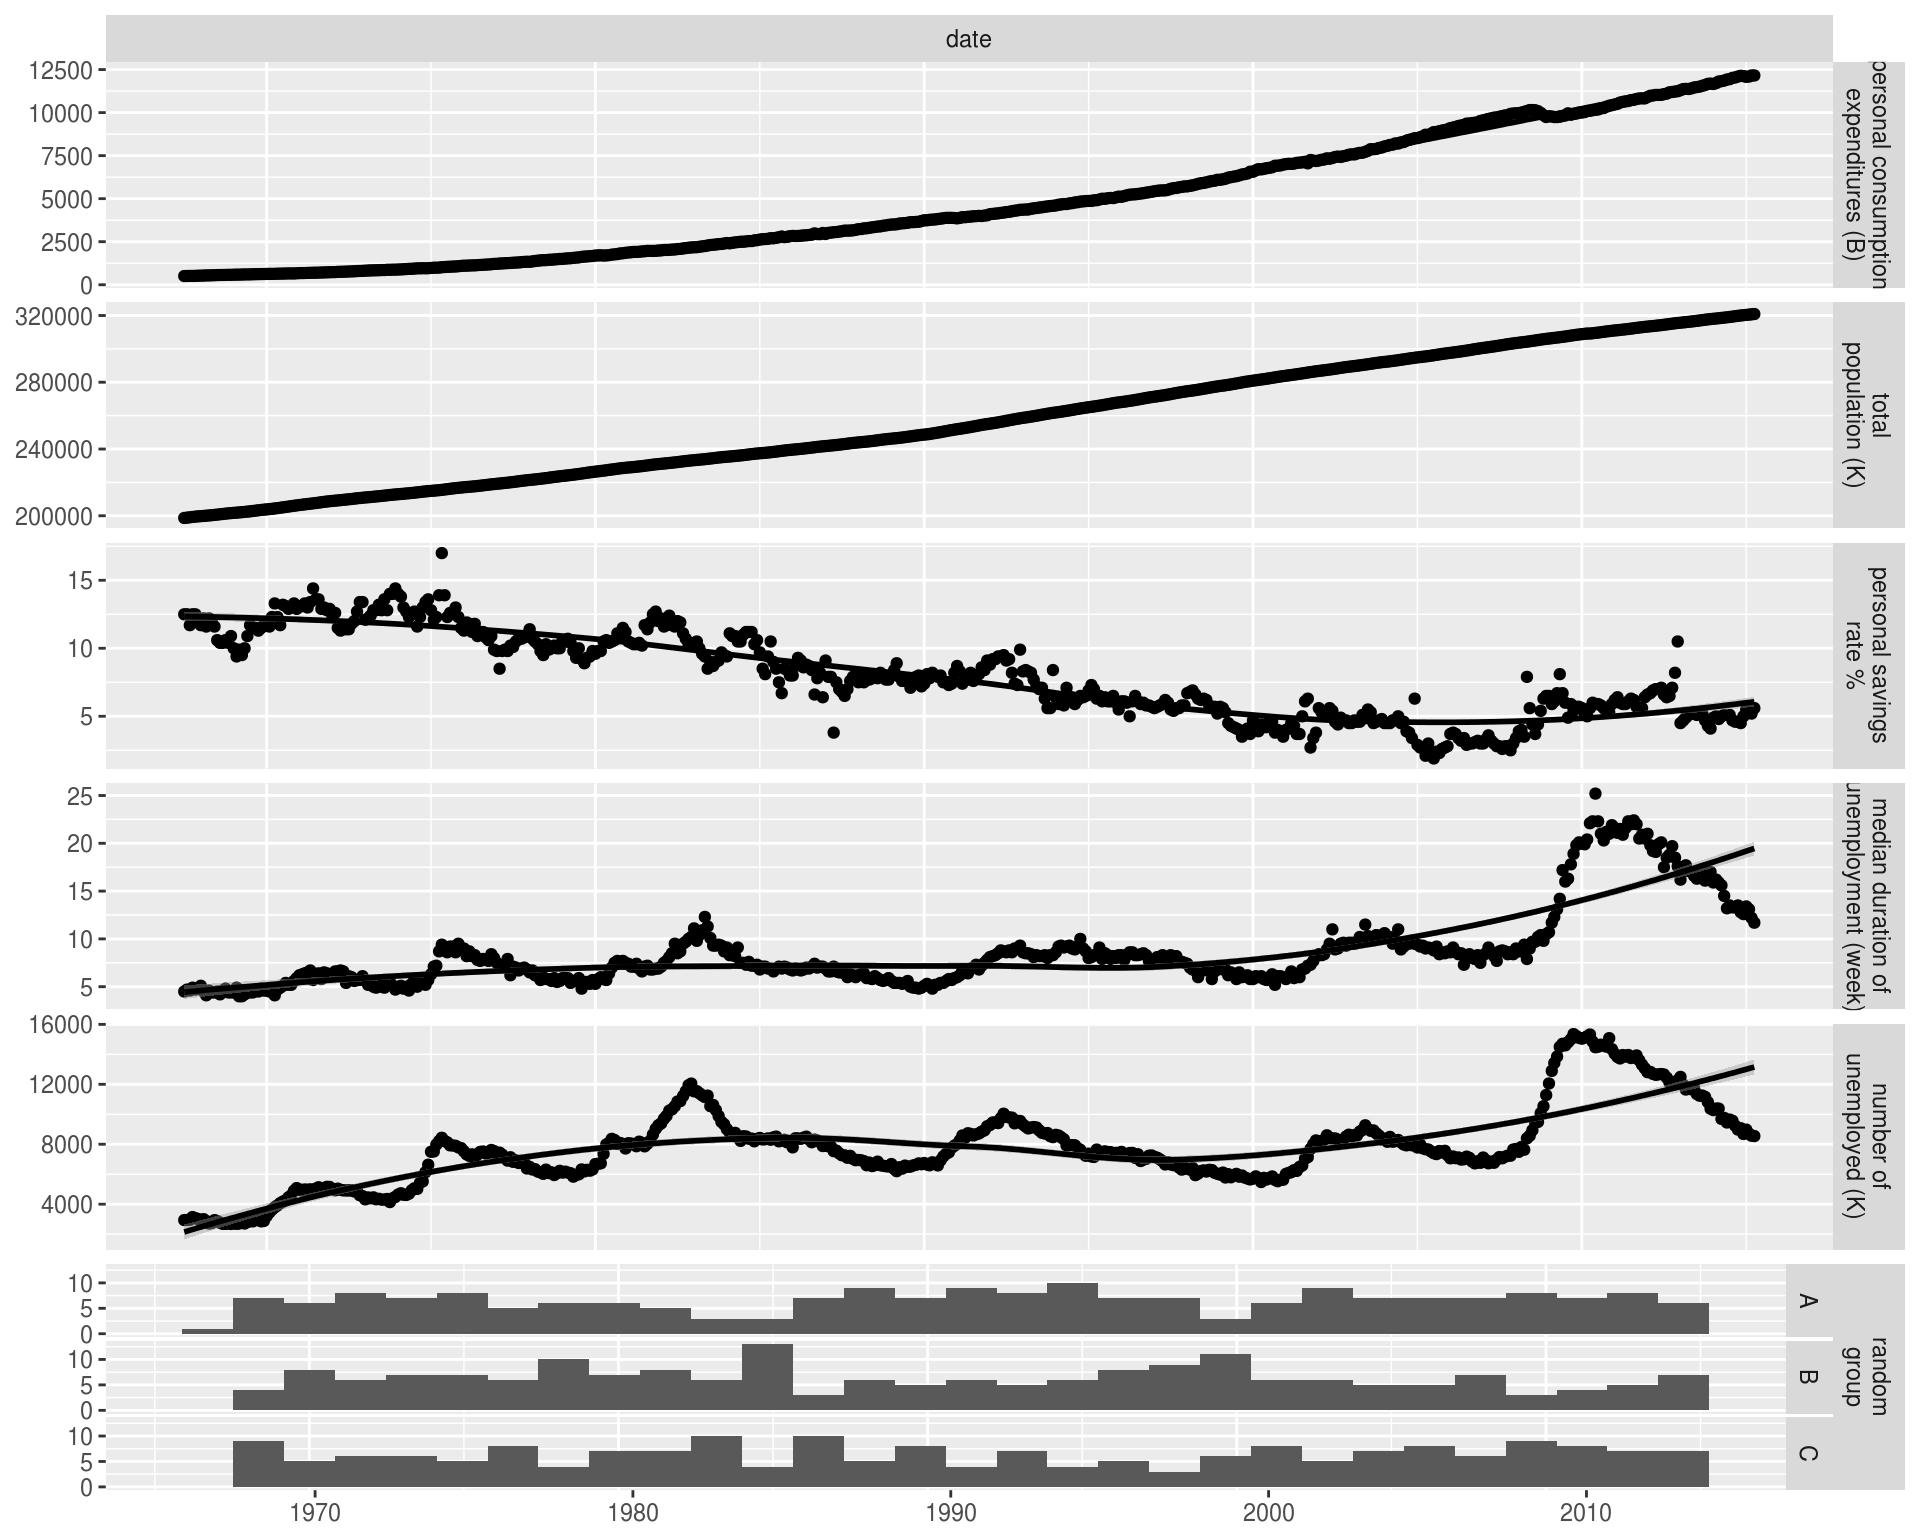 date
12500
10000
7500
5000
2500
0
personal consumption
expenditures (B)
320000
280000
240000
200000
total
population (K)
15
10
5
personal savings
rate %
25
20
15
10
5
median duration of
unemployment (week)
16000
12000
8000
4000
number of
unemployed (K)
10
5
0
A
10
5
0
B
random
group
10
5
0
C
1970
1980
1990
2000
2010